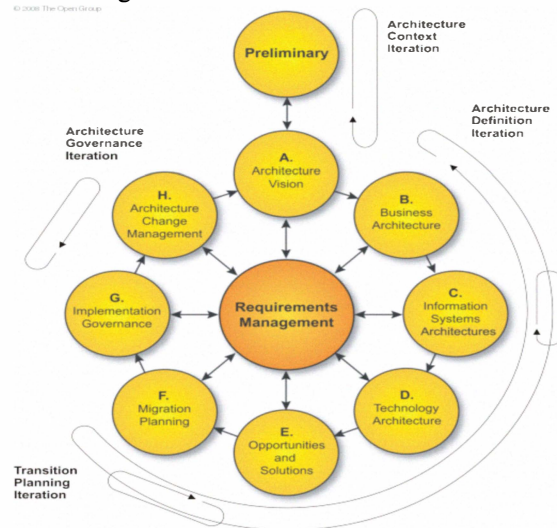 © 2008 The Open Group
Preliminary
Architecture
Context
Iteration
Architecture
Definition
Iteration
Architecture
Governance
Iteration
A.
Architecture
Vision
H.
Architecture
Change
Management
B.
Business
Architecture
G.
Implementation
Governance
Requirements
Management
C.
Information
Systems
Architectures
F.
Migration
Planning
D.
Technology
Architecture
E.
Opportunities
and
Solutions
Transition
Planning
Iteration